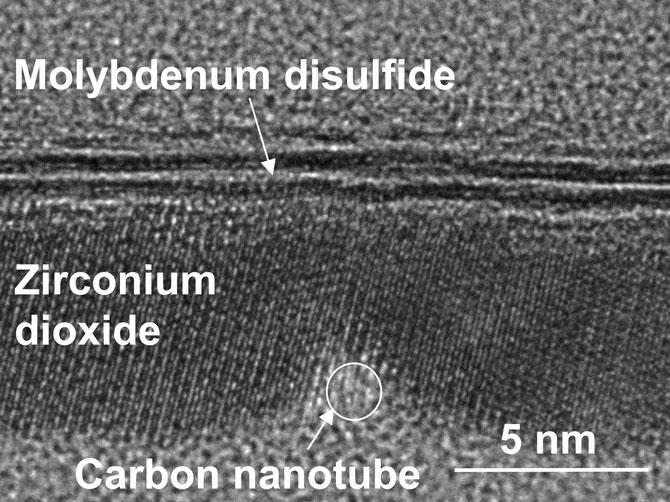 Molybdenum disulfide
Zirconium
dioxide
5 nm
Carbon nanotube